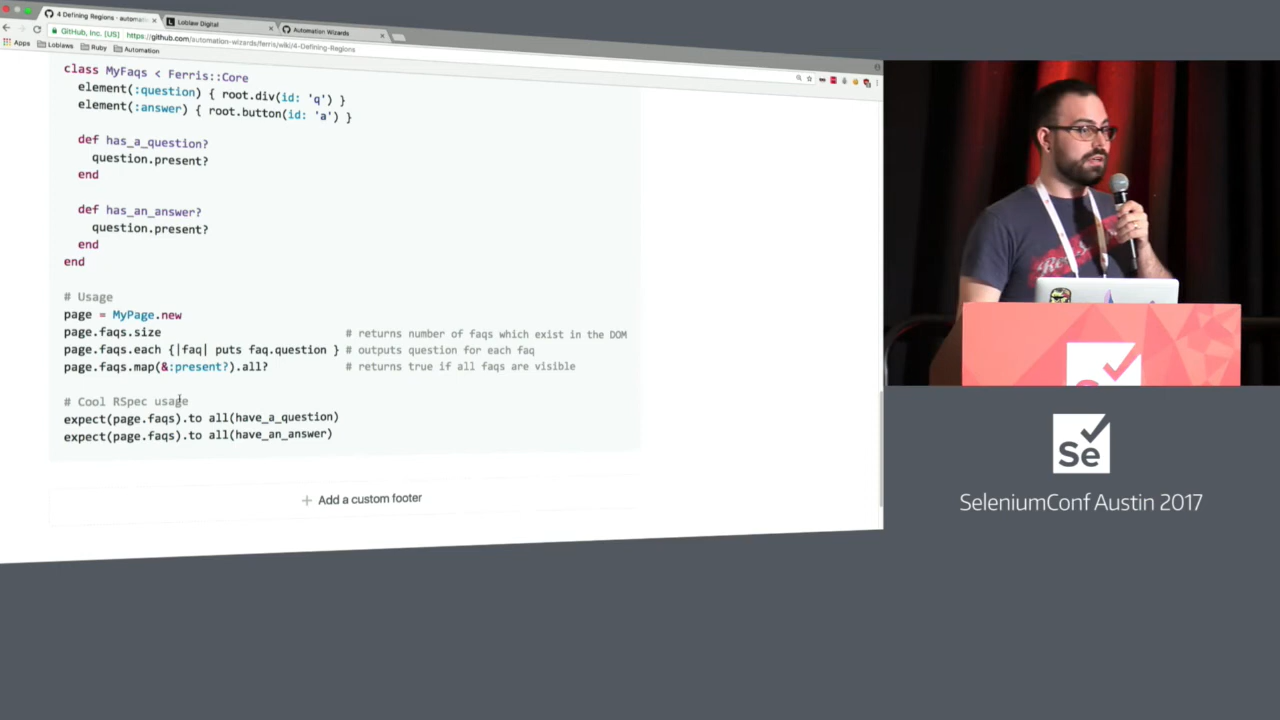 4 Defining Regions · automati
Loblaw Digital
Automation Wizards
GitHub, Inc. [US]
https://github.com/automation-wizards/ferris/wiki/4-Defining-Regions
Apps
Loblaws
Ruby
Automation
class MyFaqs < Ferris::Core
element(:question) { root.div(id: 'q') }
element(:answer) { root.button(id: 'a') }
def has_a_question?
question.present?
end
def has_an_answer?
question.present?
end
end
# Usage
page = MyPage.new
page.faqs.size # returns number of faqs which exist in the DOM
page.faqs.each {|faq| puts faq.question } # outputs question for each faq
page.faqs.map(&:present?).all? # returns true if all faqs are visible
# Cool RSpec usage
expect(page.faqs).to all(have_a_question)
expect(page.faqs).to all(have_an_answer)
+ Add a custom footer
Se
SeleniumConf Austin 2017